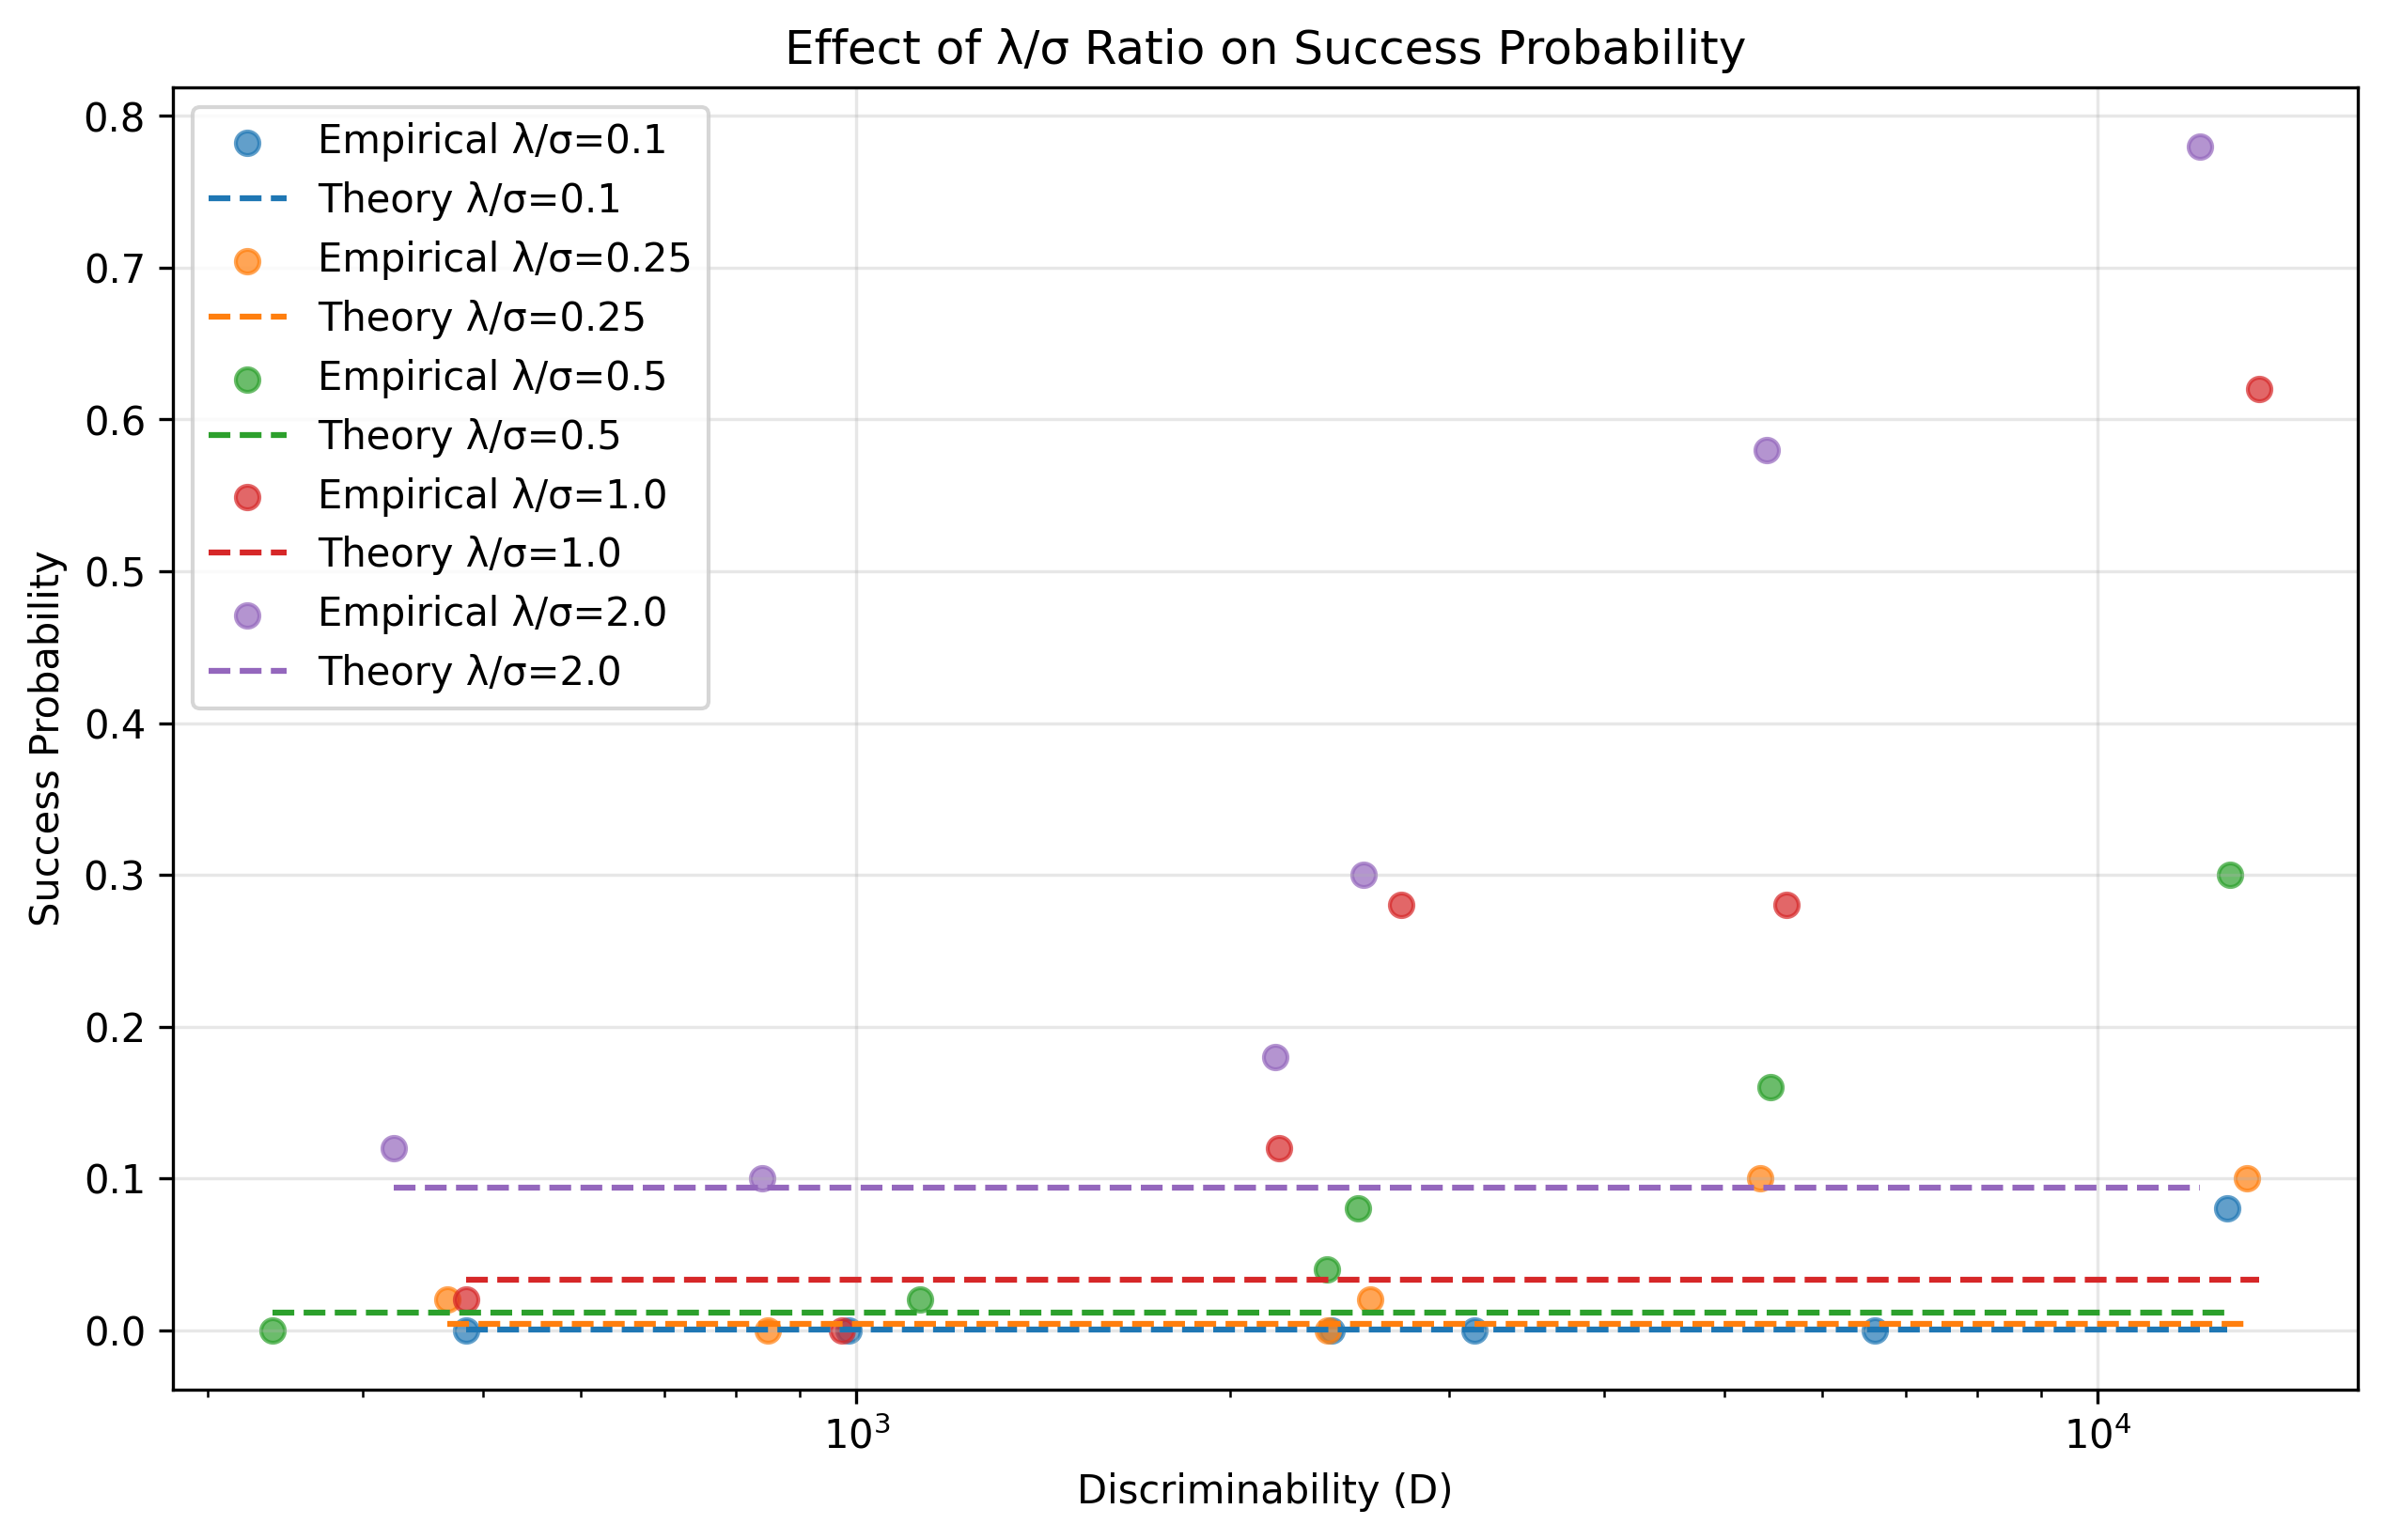 Effect of λ/σ Ratio on Success Probability
Success Probability
0.8
0.7
0.6
0.5
0.4
0.3
0.2
0.1
0.0
Empirical λ/σ=0.1
Theory λ/σ=0.1
Empirical λ/σ=0.25
Theory λ/σ=0.25
Empirical λ/σ=0.5
Theory λ/σ=0.5
Empirical λ/σ=1.0
Theory λ/σ=1.0
Empirical λ/σ=2.0
Theory λ/σ=2.0
10³
10⁴
Discriminability (D)